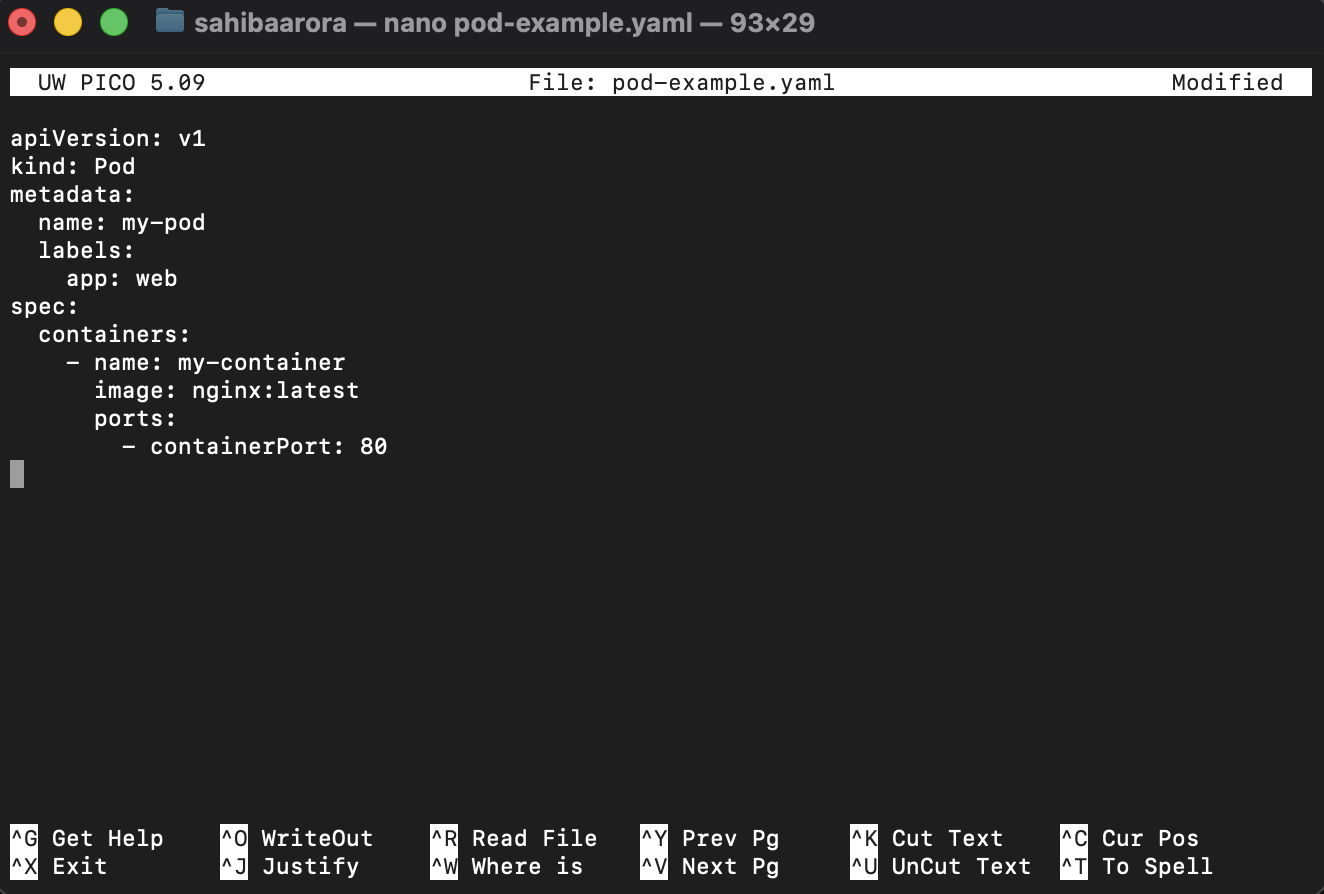 sahibaarora — nano pod-example.yaml — 93×29
UW PICO 5.09 File: pod-example.yaml Modified
apiVersion: v1
kind: Pod
metadata:
  name: my-pod
  labels:
    app: web
spec:
  containers:
    - name: my-container
      image: nginx:latest
      ports:
        - containerPort: 80
^G Get Help ^O WriteOut ^R Read File ^Y Prev Pg ^K Cut Text ^C Cur Pos
^X Exit ^J Justify ^W Where is ^V Next Pg ^U UnCut Text ^T To Spell